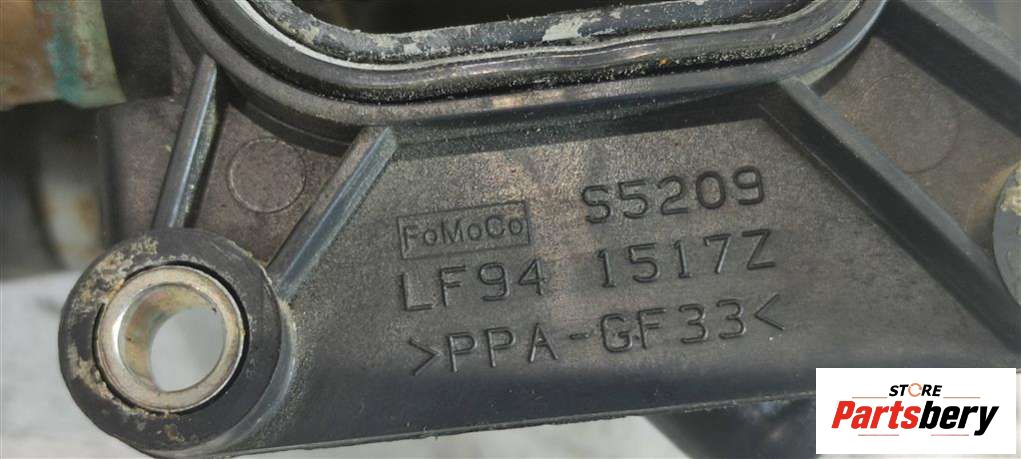 S5209
FoMoCo
LF94 1517Z
>PPA-GF33<
STORE
Partsbery